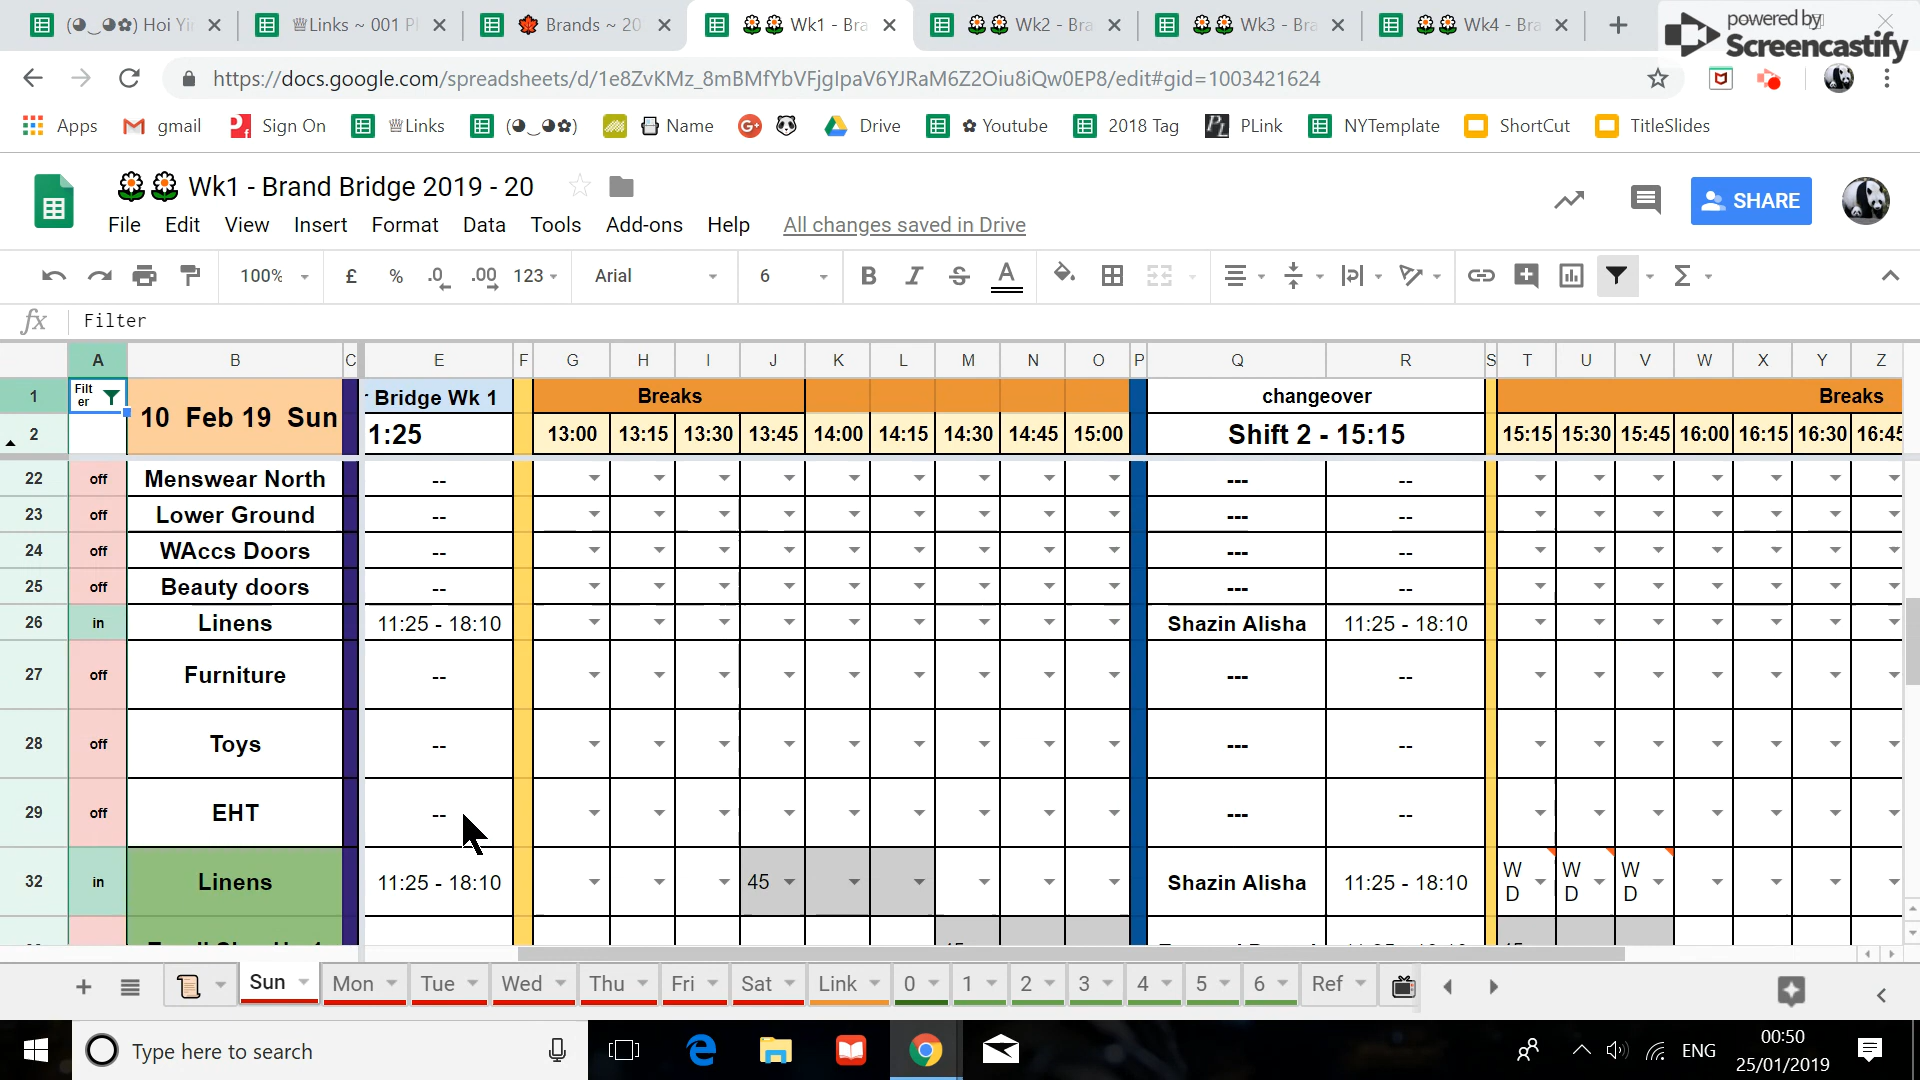 (◕‿◕✿) Hoi Yi
♕Links ~ 001 P
🍁 Brands ~ 20
🌼🌼 Wk1 - Bra
🌼🌼 Wk2 - Bra
🌼🌼 Wk3 - Bra
🌼🌼 Wk4 - Bra
powered by
Screencastify
https://docs.google.com/spreadsheets/d/1e8ZvKMz_8mBMfYbVFjgIpaV6YJRaM6Z2Oiu8iQw0EP8/edit#gid=1003421624
Apps gmail Sign On ♕Links (◕‿◕✿) Name Drive ✿ Youtube 2018 Tag PLink NYTemplate ShortCut TitleSlides
🌼🌼 Wk1 - Brand Bridge 2019 - 20
SHARE
File Edit View Insert Format Data Tools Add-ons Help All changes saved in Drive
100% £ % .0 .00 123 Arial 6 B I S A Σ
fx Filter
A B C E F G H I J K L M N O P Q R S T U V W X Y Z
1 Filter 10 Feb 19 Sun Bridge Wk 1 Breaks changeover Breaks
2 1:25 13:00 13:15 13:30 13:45 14:00 14:15 14:30 14:45 15:00 Shift 2 - 15:15 15:15 15:30 15:45 16:00 16:15 16:30 16:45
22 off Menswear North -- --- --
23 off Lower Ground -- --- --
24 off WAccs Doors -- --- --
25 off Beauty doors -- --- --
26 in Linens 11:25 - 18:10 Shazin Alisha 11:25 - 18:10
27 off Furniture -- --- --
28 off Toys -- --- --
29 off EHT -- --- --
32 in Linens 11:25 - 18:10 45 Shazin Alisha 11:25 - 18:10 WD WD WD
Sun Mon Tue Wed Thu Fri Sat Link 0 1 2 3 4 5 6 Ref
Type here to search
ENG
00:50
25/01/2019